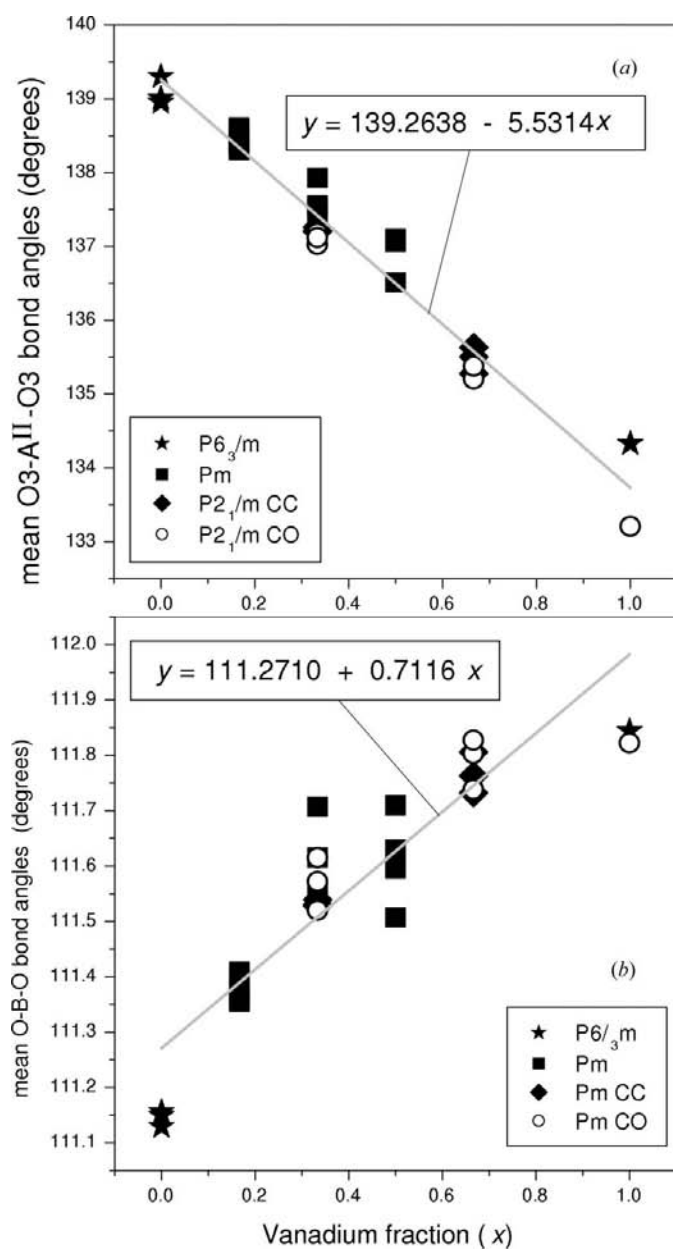 140
139
138
137
136
135
134
133
mean O3-A^II-O3 bond angles (degrees)
(a)
y = 139.2638 - 5.5314x
P6₃/m
Pm
P2₁/m CC
P2₁/m CO
0.0 0.2 0.4 0.6 0.8 1.0
112.0
111.9
111.8
111.7
111.6
111.5
111.4
111.3
111.2
111.1
mean O-B-O bond angles (degrees)
y = 111.2710 + 0.7116 x
(b)
P6/₃m
Pm
Pm CC
Pm CO
0.0 0.2 0.4 0.6 0.8 1.0
Vanadium fraction ( x)